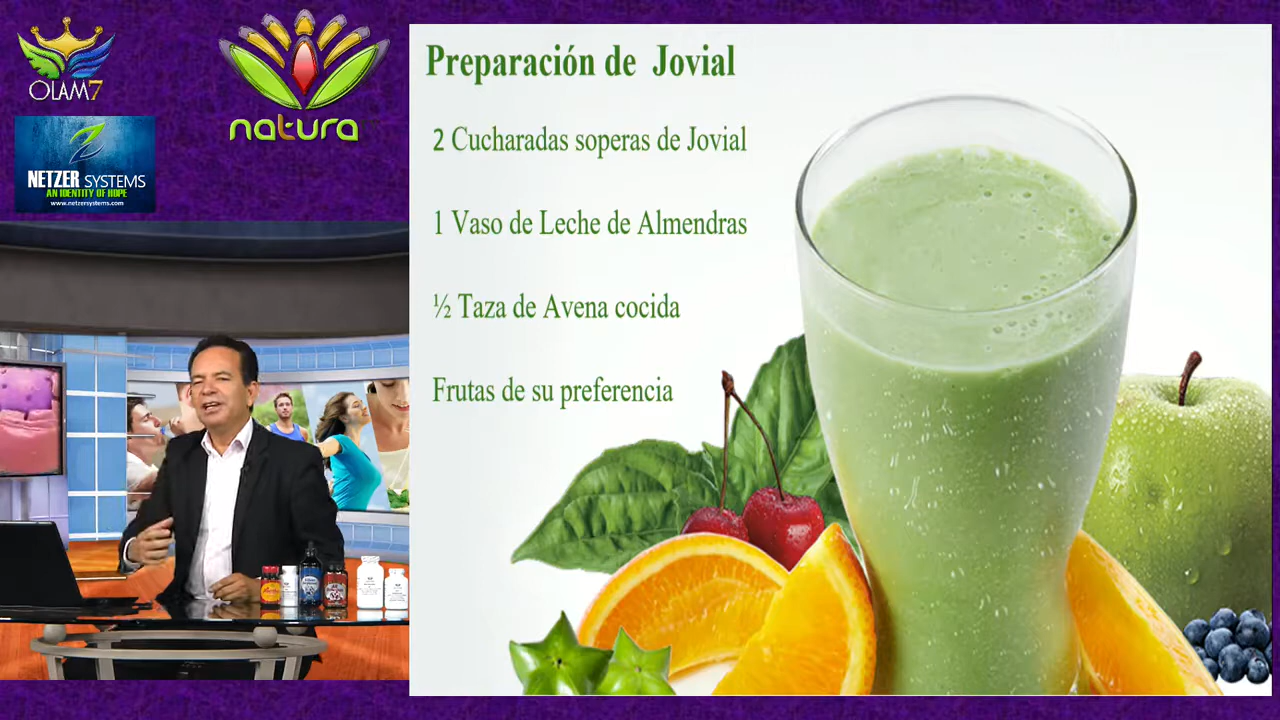 OLAM7
natura
NETZER SYSTEMS
AN IDENTITY OF HOPE
www.netzersystems.com
Preparación de Jovial
2 Cucharadas soperas de Jovial
1 Vaso de Leche de Almendras
½ Taza de Avena cocida
Frutas de su preferencia